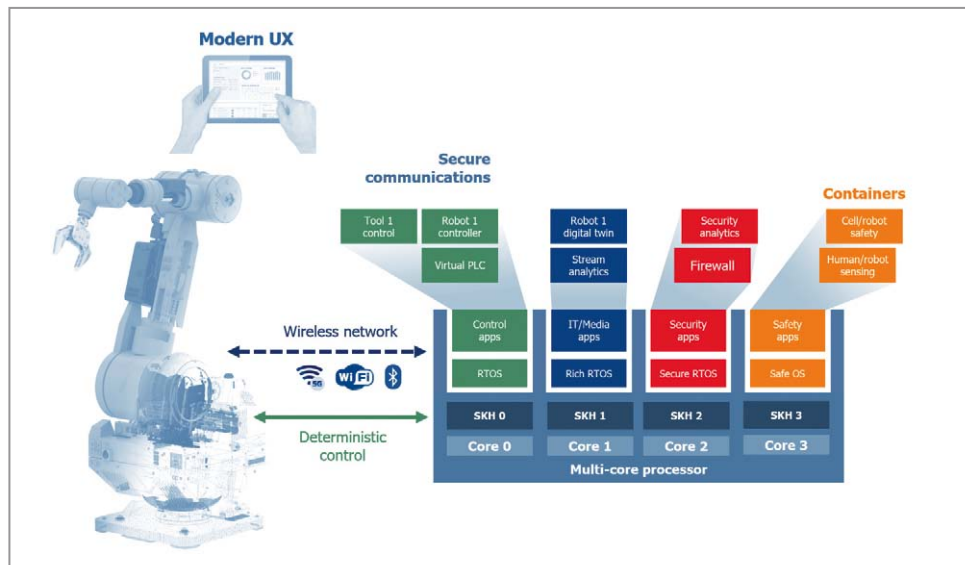 Modern UX
Secure
communications
Containers
Tool 1
control
Robot 1
controller
Virtual PLC
Robot 1
digital twin
Stream
analytics
Security
analytics
Firewall
Cell/robot
safety
Human/robot
sensing
Wireless network
5G
Wi Fi
Deterministic
control
Control
apps
IT/Media
apps
Security
apps
Safety
apps
RTOS
Rich RTOS
Secure RTOS
Safe OS
SKH 0
SKH 1
SKH 2
SKH 3
Core 0
Core 1
Core 2
Core 3
Multi-core processor